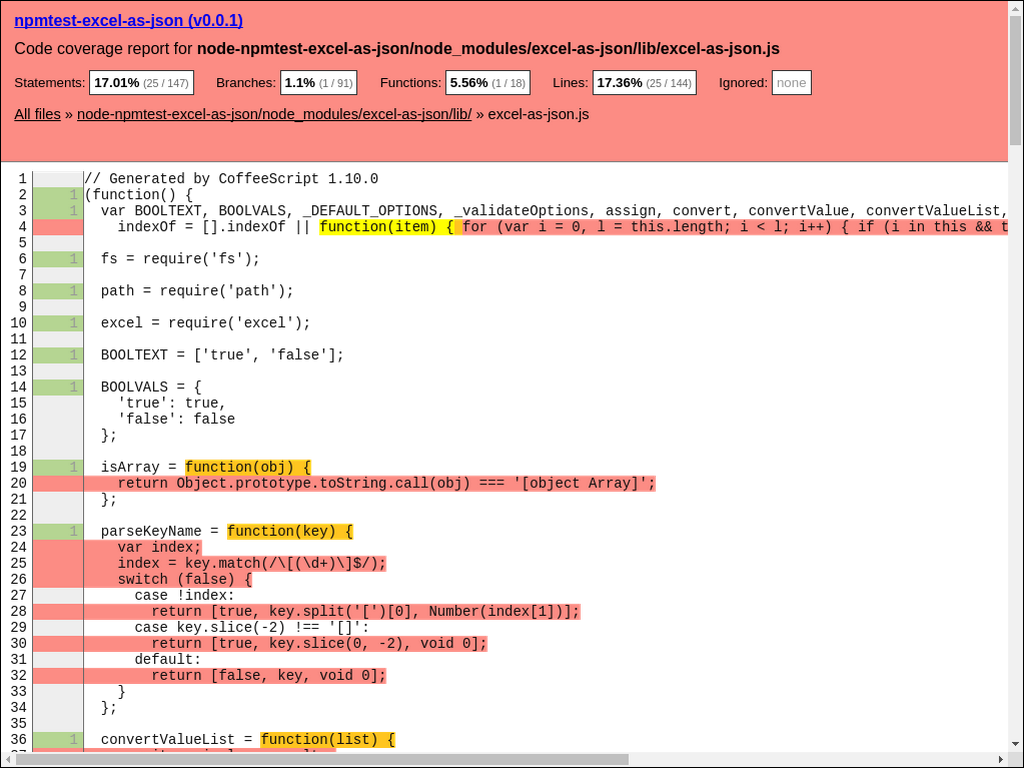 npmtest-excel-as-json (v0.0.1)
Code coverage report for node-npmtest-excel-as-json/node_modules/excel-as-json/lib/excel-as-json.js
Statements: 17.01% (25 / 147) Branches: 1.1% (1 / 91) Functions: 5.56% (1 / 18) Lines: 17.36% (25 / 144) Ignored: none
All files » node-npmtest-excel-as-json/node_modules/excel-as-json/lib/ » excel-as-json.js
1 // Generated by CoffeeScript 1.10.0
2 1 (function() {
3 1 var BOOLTEXT, BOOLVALS, _DEFAULT_OPTIONS, _validateOptions, assign, convert, convertValue, convertValueList,
4 indexOf = [].indexOf || function(item) { for (var i = 0, l = this.length; i < l; i++) { if (i in this && t
5
6 1 fs = require('fs');
7
8 1 path = require('path');
9
10 1 excel = require('excel');
11
12 1 BOOLTEXT = ['true', 'false'];
13
14 1 BOOLVALS = {
15 'true': true,
16 'false': false
17 };
18
19 1 isArray = function(obj) {
20 return Object.prototype.toString.call(obj) === '[object Array]';
21 };
22
23 1 parseKeyName = function(key) {
24 var index;
25 index = key.match(/\[(\d+)\]$/);
26 switch (false) {
27 case !index:
28 return [true, key.split('[')[0], Number(index[1])];
29 case key.slice(-2) !== '[]':
30 return [true, key.slice(0, -2), void 0];
31 default:
32 return [false, key, void 0];
33 }
34 };
35
36 1 convertValueList = function(list) {